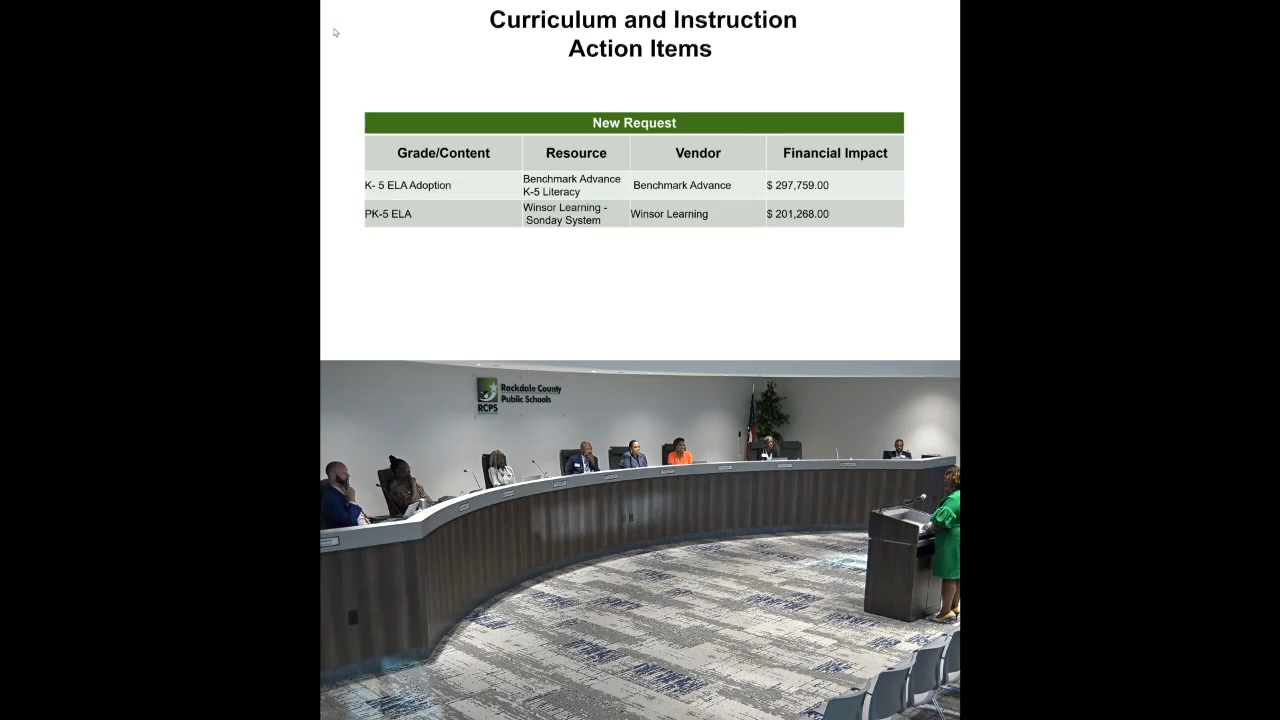 Curriculum and Instruction
Action Items
New Request
Grade/Content Resource Vendor Financial Impact
K- 5 ELA Adoption Benchmark Advance K-5 Literacy Benchmark Advance $ 297,759.00
PK-5 ELA Winsor Learning - Sonday System Winsor Learning $ 201,268.00
RCPS
Rockdale County
Public Schools